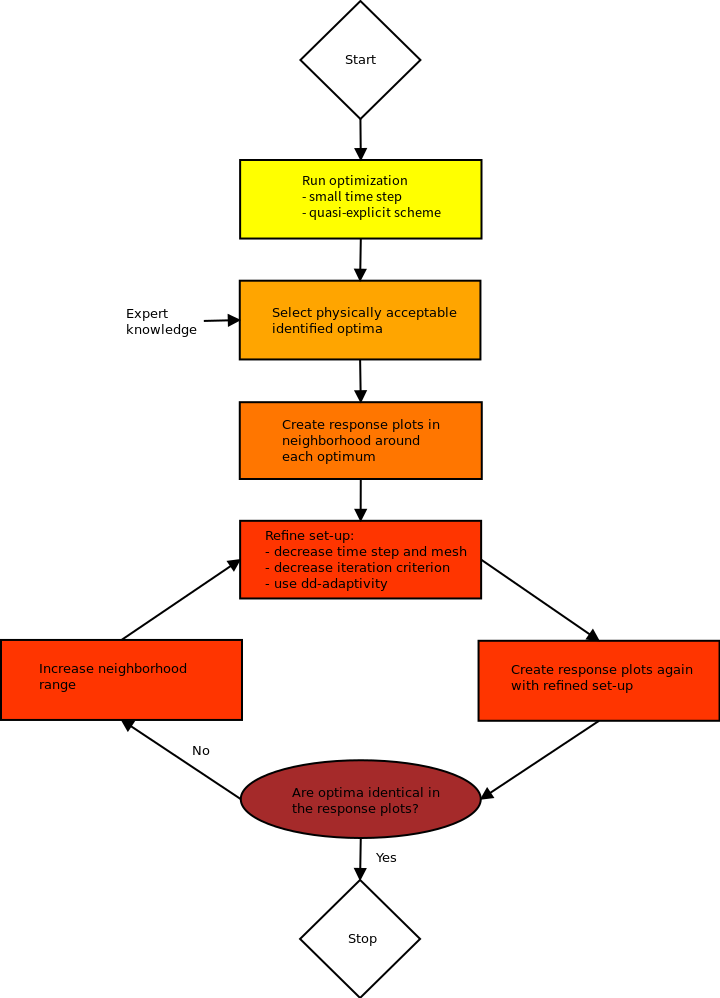 Start
Run optimization
- small time step
- quasi-explicit scheme
Expert
knowledge
Select physically acceptable
identified optima
Create response plots in
neighborhood around
each optimum
Refine set-up:
- decrease time step and mesh
- decrease iteration criterion
- use dd-adaptivity
Increase neighborhood
range
Create response plots again
with refined set-up
No
Are optima identical in
the response plots?
Yes
Stop